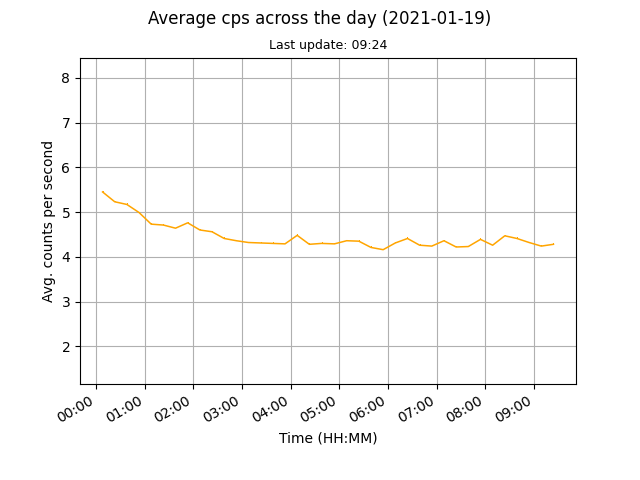 Average cps across the day (2021-01-19)
Last update: 09:24
8
7
6
5
4
3
2
Avg. counts per second
00:00 01:00 02:00 03:00 04:00 05:00 06:00 07:00 08:00 09:00
Time (HH:MM)